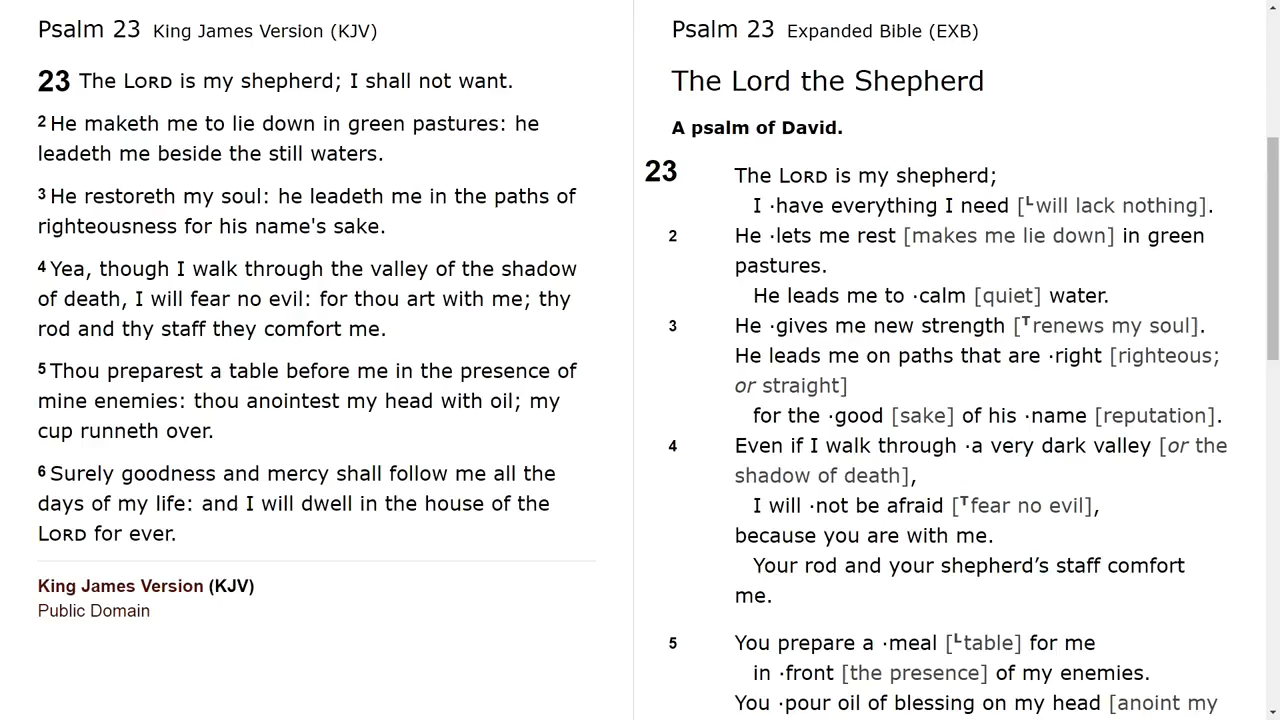 Psalm 23 King James Version (KJV)
23 The LORD is my shepherd; I shall not want.
2 He maketh me to lie down in green pastures: he
leadeth me beside the still waters.
3 He restoreth my soul: he leadeth me in the paths of
righteousness for his name's sake.
4 Yea, though I walk through the valley of the shadow
of death, I will fear no evil: for thou art with me; thy
rod and thy staff they comfort me.
5 Thou preparest a table before me in the presence of
mine enemies: thou anointest my head with oil; my
cup runneth over.
6 Surely goodness and mercy shall follow me all the
days of my life: and I will dwell in the house of the
LORD for ever.
King James Version (KJV)
Public Domain
Psalm 23 Expanded Bible (EXB)
The Lord the Shepherd
A psalm of David.
23 The LORD is my shepherd;
I ·have everything I need [ᴸwill lack nothing].
2 He ·lets me rest [makes me lie down] in green
pastures.
He leads me to ·calm [quiet] water.
3 He ·gives me new strength [ᵀrenews my soul].
He leads me on paths that are ·right [righteous;
or straight]
for the ·good [sake] of his ·name [reputation].
4 Even if I walk through ·a very dark valley [or the
shadow of death],
I will ·not be afraid [ᵀfear no evil],
because you are with me.
Your rod and your shepherd’s staff comfort
me.
5 You prepare a ·meal [ᴸtable] for me
in ·front [the presence] of my enemies.
You ·pour oil of blessing on my head [anoint my